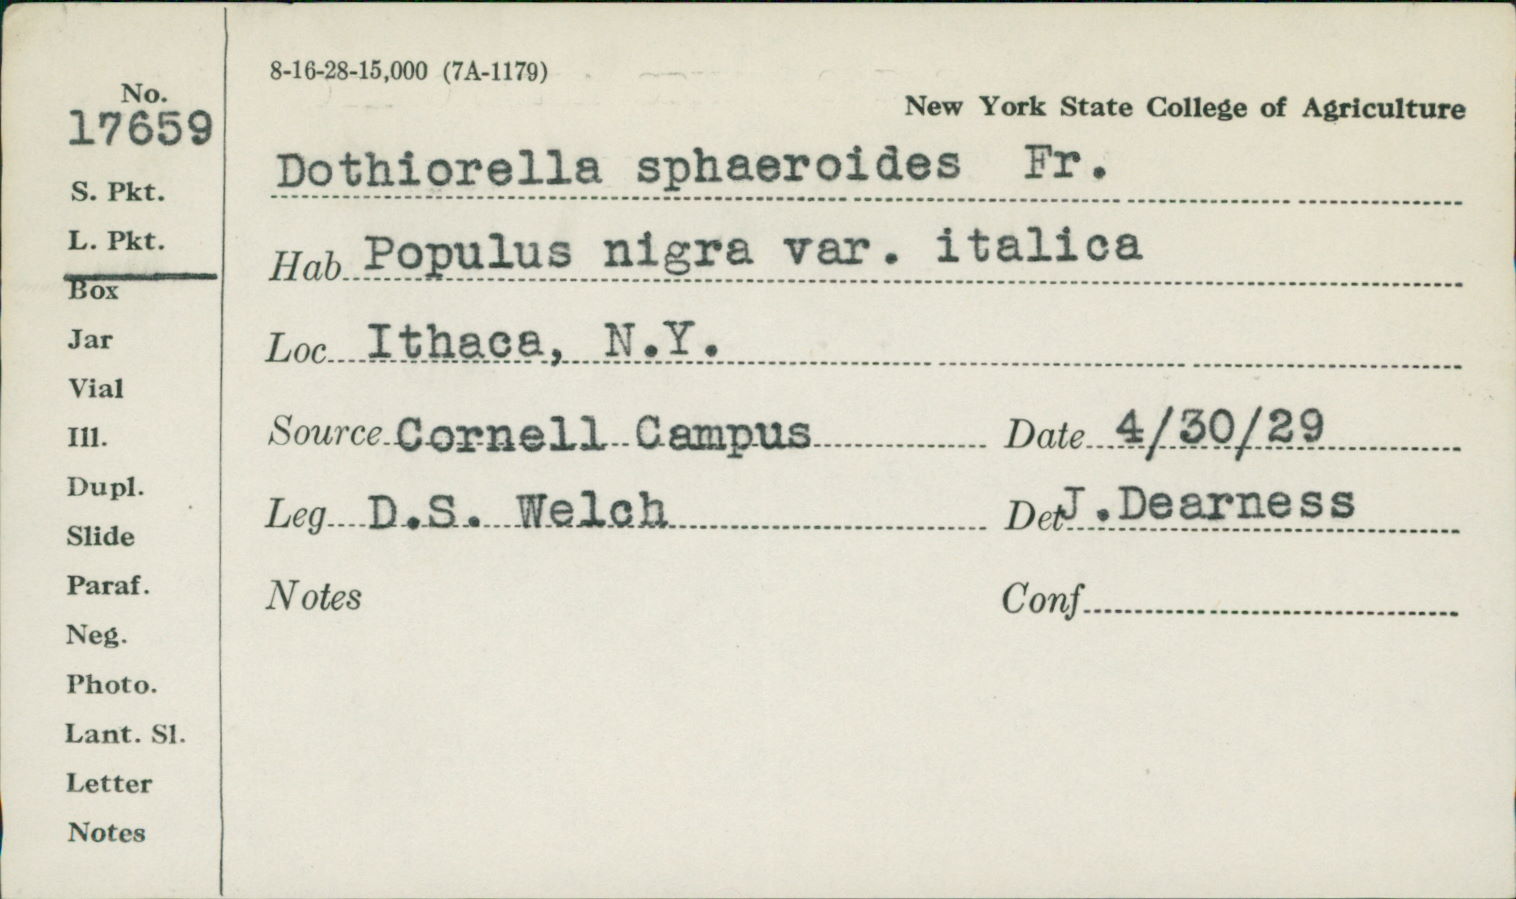 8-16-28-15,000 (7A-1179)
New York State College of Agriculture
No.
17659
S. Pkt.
L. Pkt.
Box
Jar
Vial
Ill.
Dupl.
Slide
Paraf.
Neg.
Photo.
Lant. Sl.
Letter
Notes
Dothiorella sphaeroides Fr.
Hab Populus nigra var. italica
Loc Ithaca, N.Y.
Source Cornell Campus Date 4/30/29
Leg D.S. Welch Det J.Dearness
Notes Conf